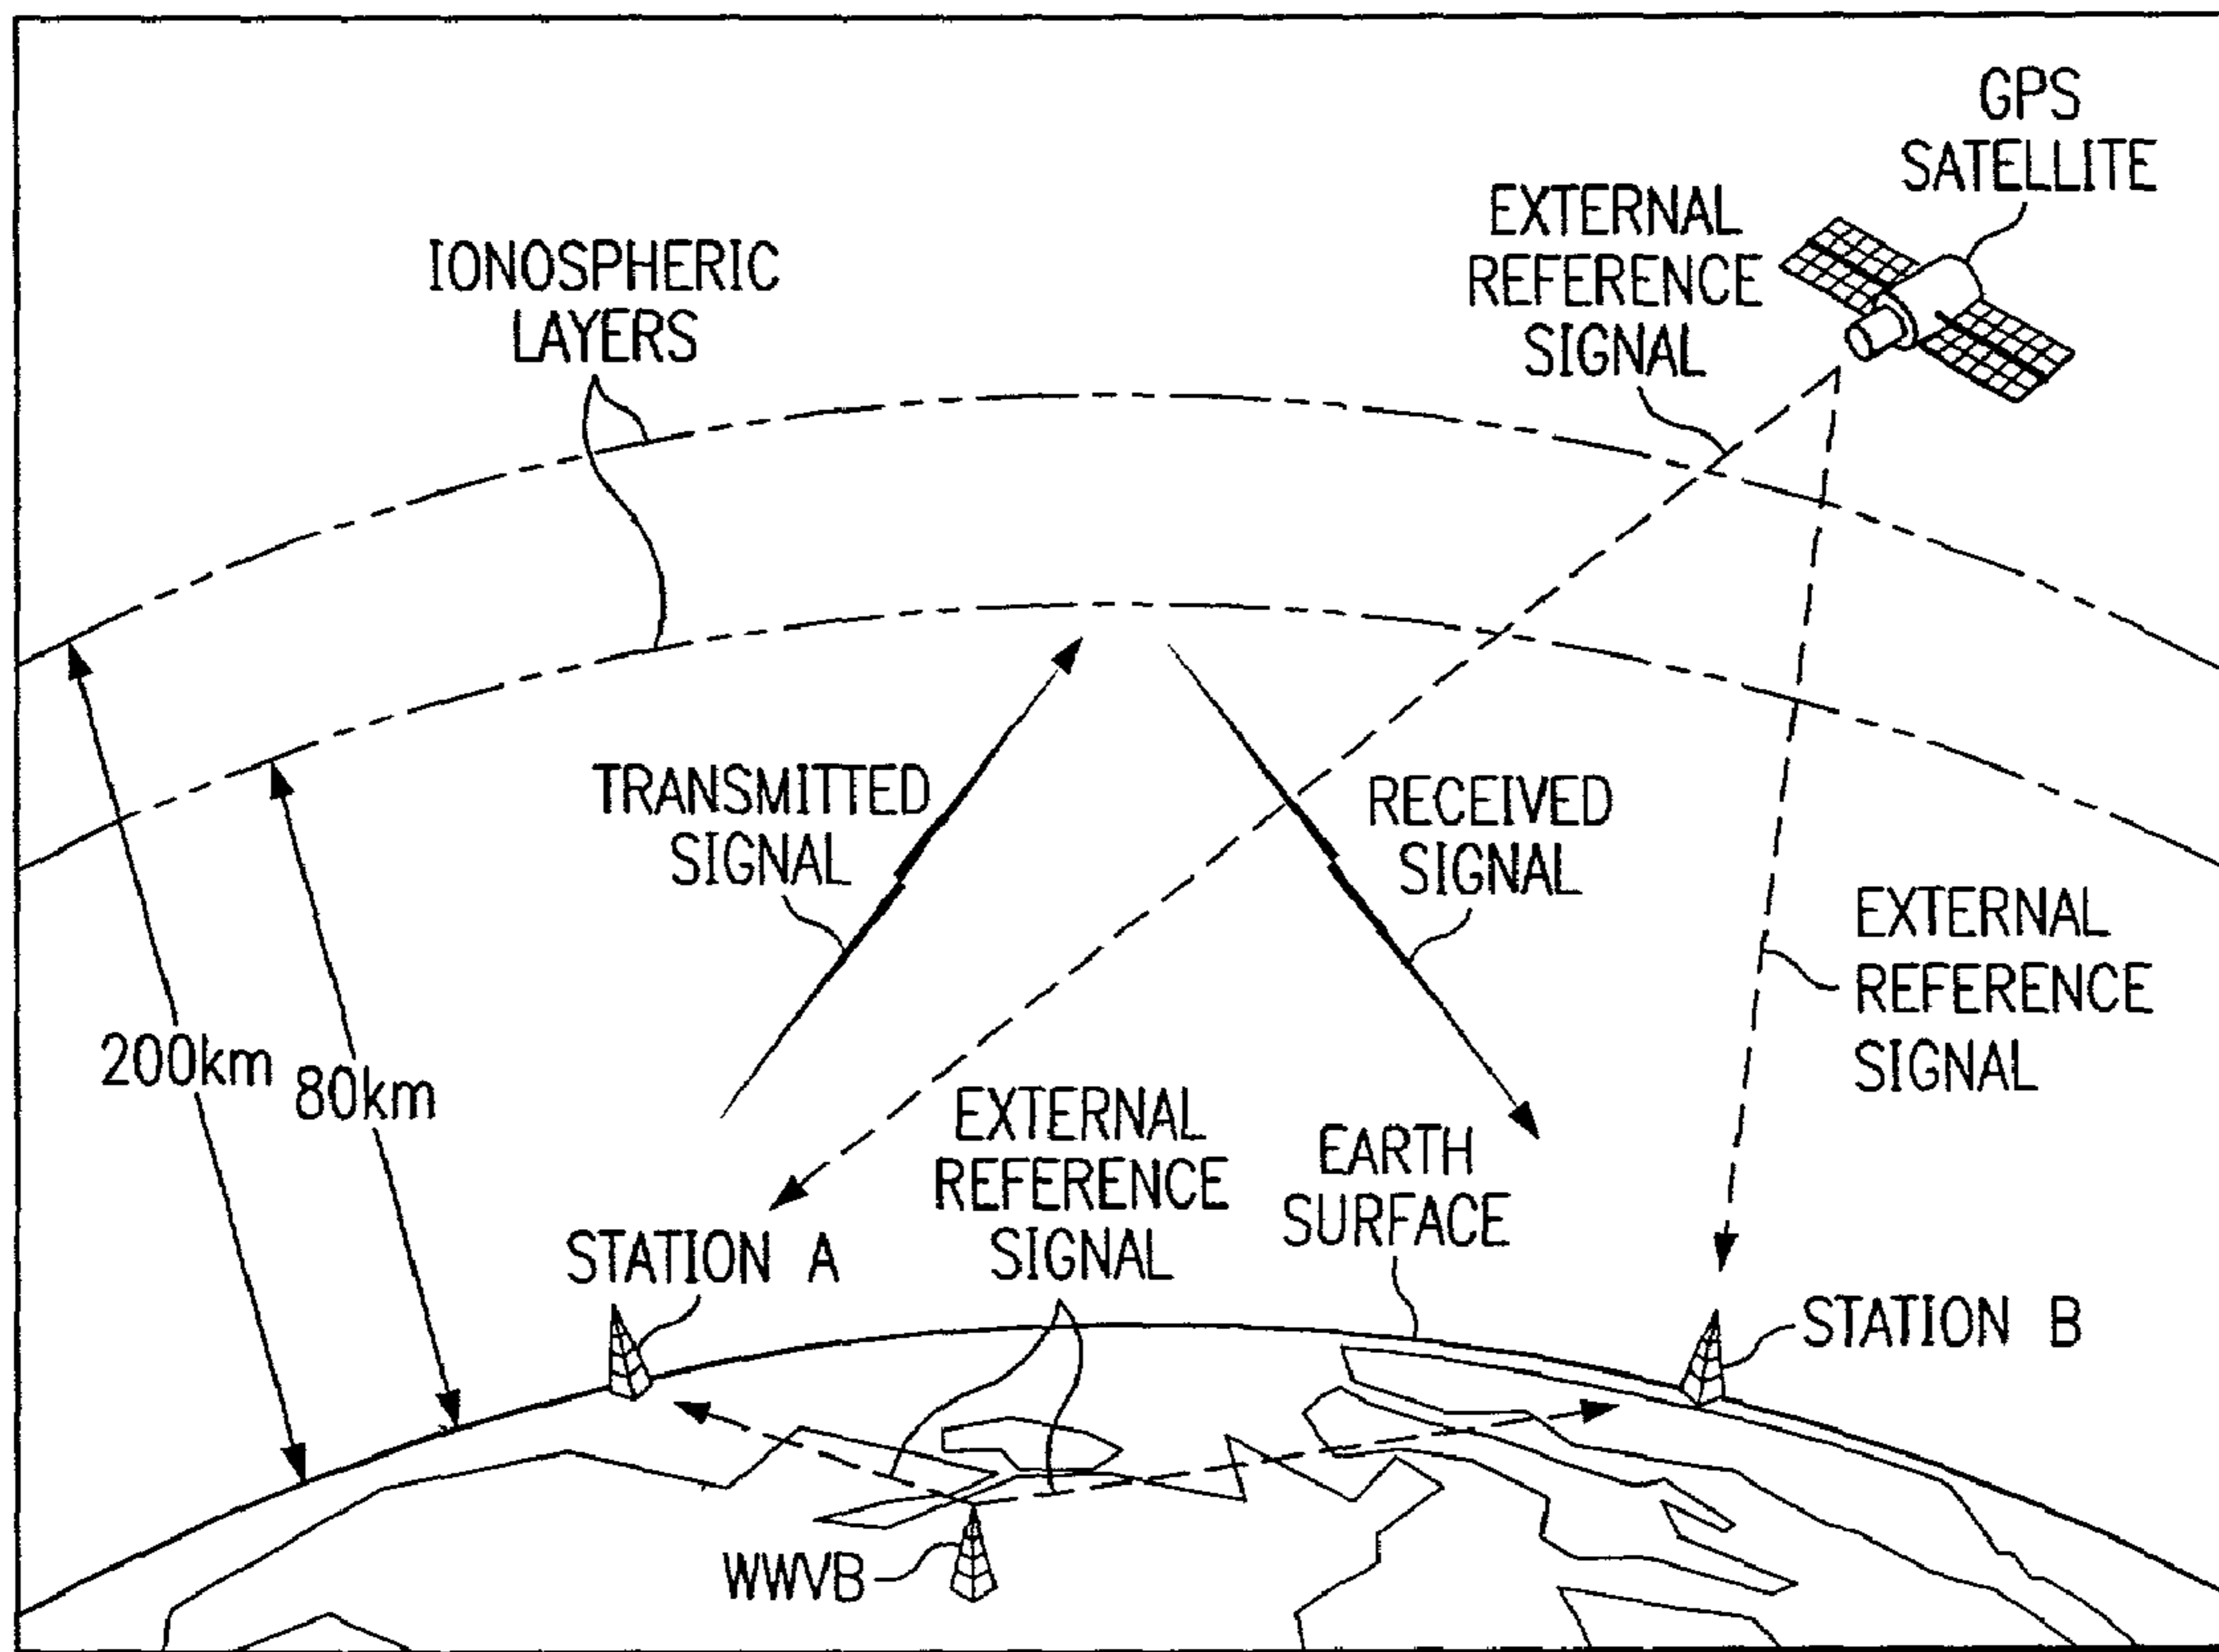 GPS
SATELLITE
EXTERNAL
REFERENCE
SIGNAL
IONOSPHERIC
LAYERS
TRANSMITTED
SIGNAL
RECEIVED
SIGNAL
EXTERNAL
REFERENCE
SIGNAL
200km
80km
EXTERNAL
REFERENCE
SIGNAL
EARTH
SURFACE
STATION A
STATION B
WWVB